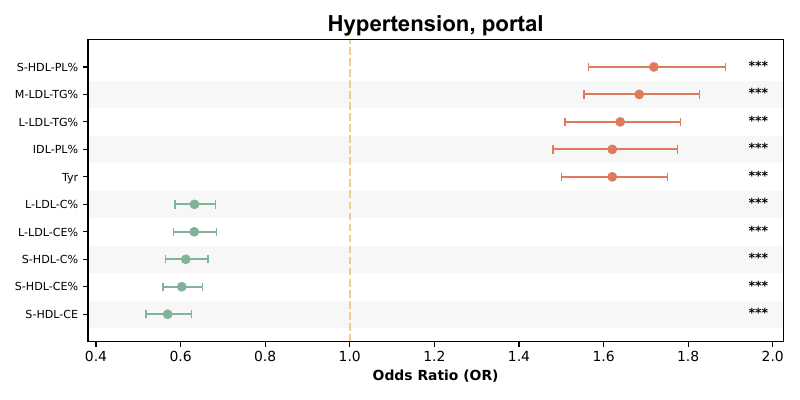 Hypertension, portal
S-HDL-PL% ***
M-LDL-TG% ***
L-LDL-TG% ***
IDL-PL% ***
Tyr ***
L-LDL-C% ***
L-LDL-CE% ***
S-HDL-C% ***
S-HDL-CE% ***
S-HDL-CE ***
0.4 0.6 0.8 1.0 1.2 1.4 1.6 1.8 2.0
Odds Ratio (OR)